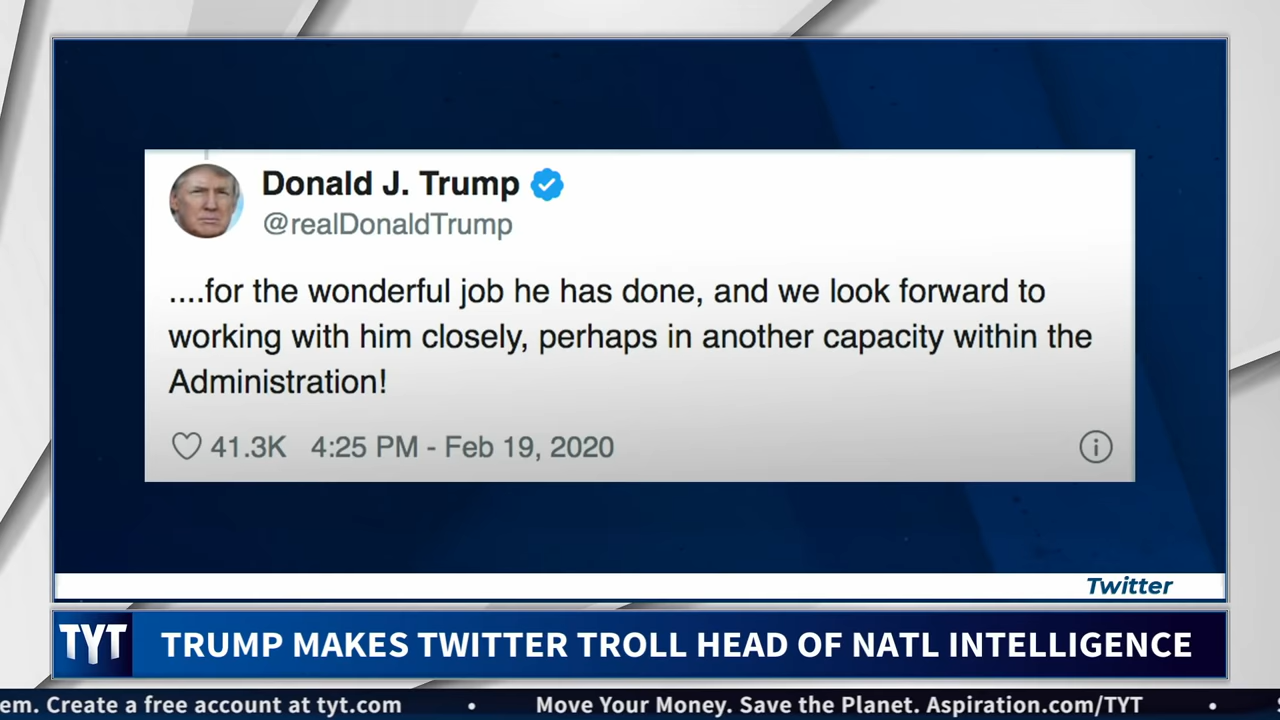 Donald J. Trump
@realDonaldTrump
....for the wonderful job he has done, and we look forward to
working with him closely, perhaps in another capacity within the
Administration!
41.3K 4:25 PM - Feb 19, 2020
Twitter
TYT TRUMP MAKES TWITTER TROLL HEAD OF NATL INTELLIGENCE
em. Create a free account at tyt.com • Move Your Money. Save the Planet. Aspiration.com/TYT •